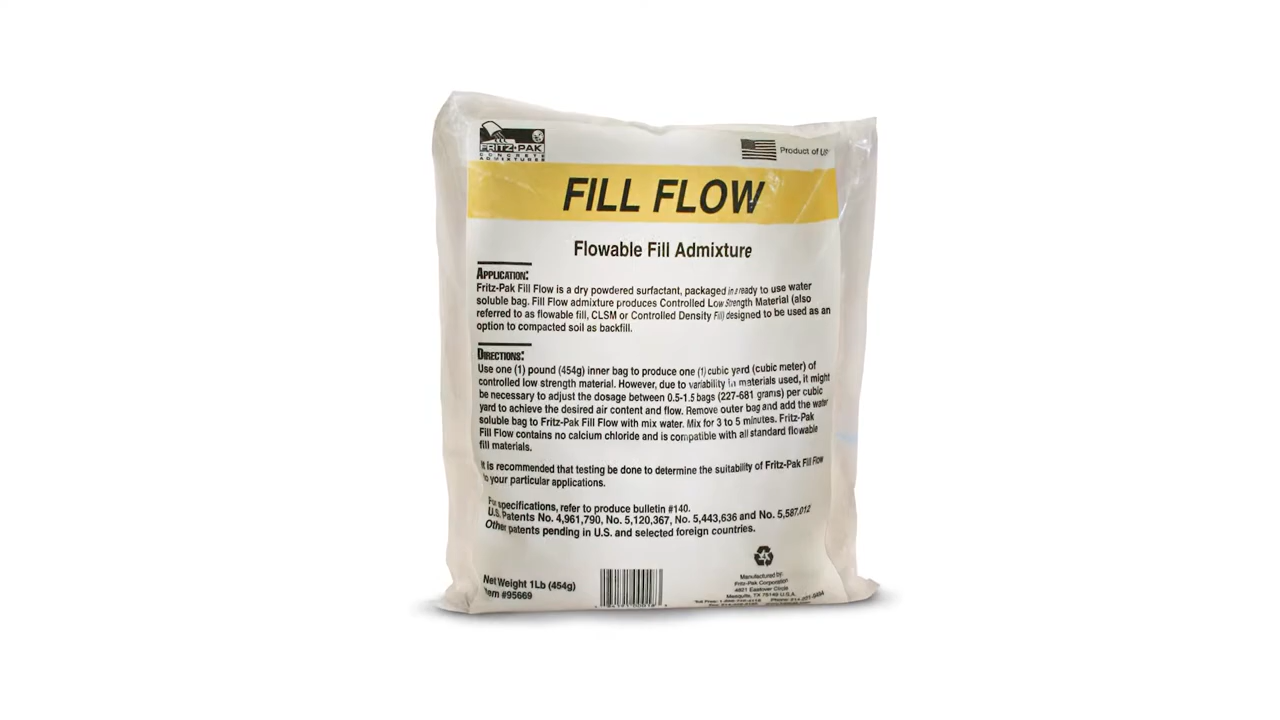 FRITZ-PAK
CONCRETE
ADMIXTURES
Product of US
FILL FLOW
Flowable Fill Admixture
APPLICATION:
Fritz-Pak Fill Flow is a dry powdered surfactant, packaged in a ready to use water
soluble bag. Fill Flow admixture produces Controlled Low Strength Material (also
referred to as flowable fill, CLSM or Controlled Density Fill) designed to be used as an
option to compacted soil as backfill.
DIRECTIONS:
Use one (1) pound (454g) inner bag to produce one (1) cubic yard (cubic meter) of
controlled low strength material. However, due to variability in materials used, it might
be necessary to adjust the dosage between 0.5-1.5 bags (227-681 grams) per cubic
yard to achieve the desired air content and flow. Remove outer bag and add the water
soluble bag to Fritz-Pak Fill Flow with mix water. Mix for 3 to 5 minutes. Fritz-Pak
Fill Flow contains no calcium chloride and is compatible with all standard flowable
fill materials.
It is recommended that testing be done to determine the suitability of Fritz-Pak Fill Flow
to your particular applications.
For specifications, refer to produce bulletin #140.
U.S. Patents No. 4,961,790, No. 5,120,367, No. 5,443,636 and No. 5,587,012
Other patents pending in U.S. and selected foreign countries.
Net Weight 1Lb (454g)
Item #95669
Manufactured by:
Fritz-Pak Corporation
4821 Eastover Circle
Mesquite, TX 75149 U.S.A.